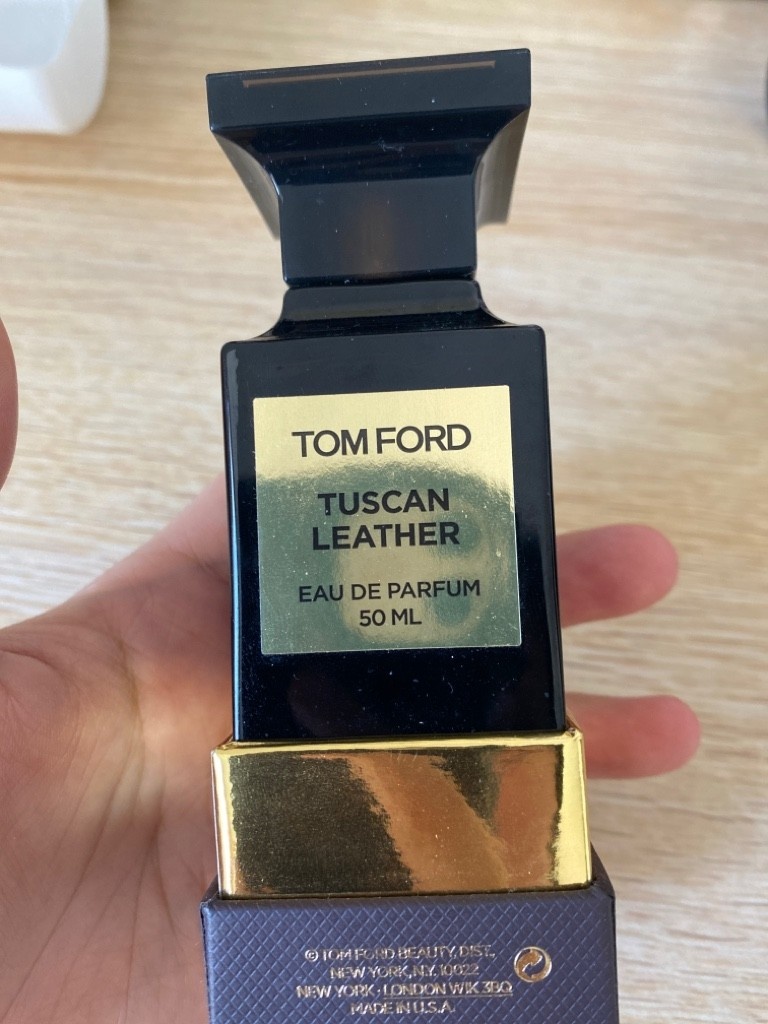 TOM FORD
TUSCAN
LEATHER
EAU DE PARFUM
50 ML
© TOM FORD BEAUTY, DIST.,
NEW YORK, N.Y. 10022
NEW YORK · LONDON W1K 3BQ
MADE IN U.S.A.